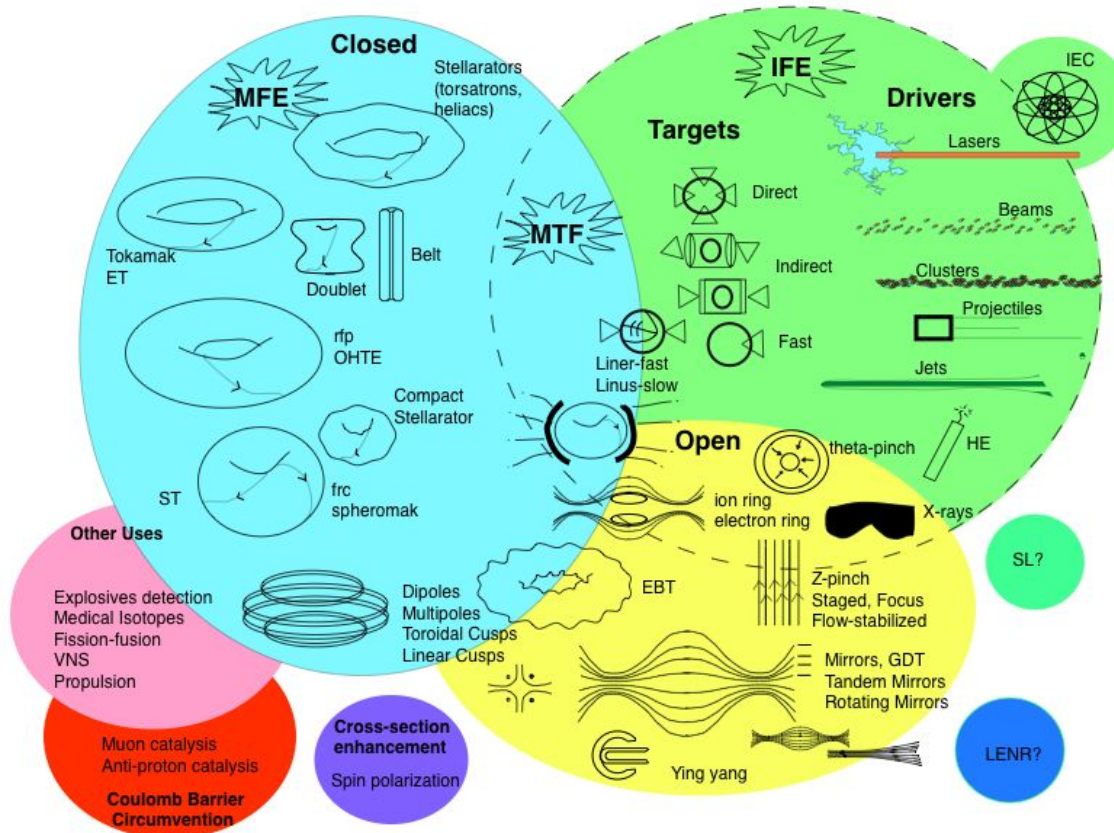 Closed
MFE
Stellarators
(torsatrons,
heliacs)
Tokamak
ET
Doublet
Belt
rfp
OHTE
Compact
Stellarator
ST
frc
spheromak
Dipoles
Multipoles
Toroidal Cusps
Linear Cusps
MTF
Liner-fast
Linus-slow
IFE
Targets
Direct
Indirect
Fast
Drivers
IEC
Lasers
Beams
Clusters
Projectiles
Jets
HE
X-rays
Open
theta-pinch
ion ring
electron ring
EBT
Z-pinch
Staged, Focus
Flow-stabilized
Mirrors, GDT
Tandem Mirrors
Rotating Mirrors
Ying yang
Other Uses
Explosives detection
Medical Isotopes
Fission-fusion
VNS
Propulsion
Muon catalysis
Anti-proton catalysis
Coulomb Barrier
Circumvention
Cross-section
enhancement
Spin polarization
SL?
LENR?